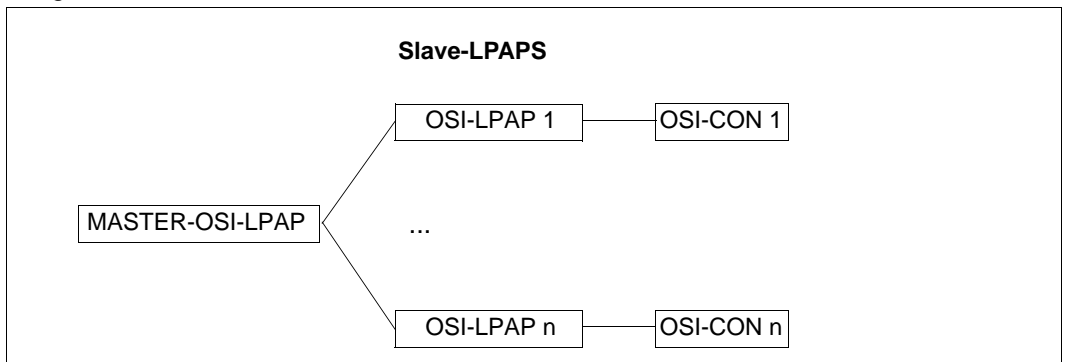 Slave-LPAPS
OSI-LPAP 1
OSI-CON 1
MASTER-OSI-LPAP
...
OSI-LPAP n
OSI-CON n